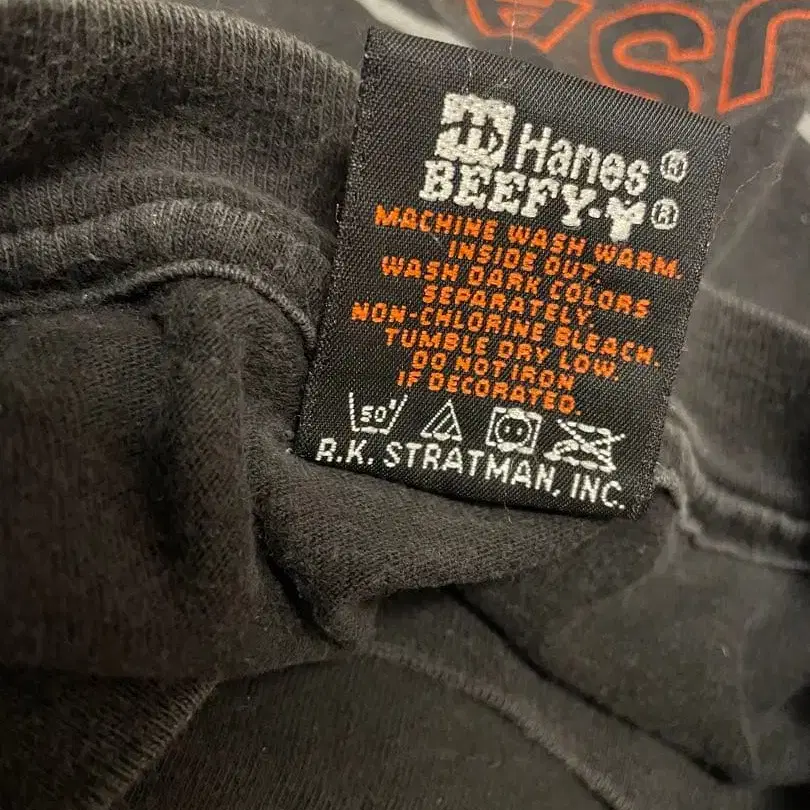 Hanes®
BEEFY-T®
MACHINE WASH WARM.
INSIDE OUT.
WASH DARK COLORS
SEPARATELY.
NON-CHLORINE BLEACH.
TUMBLE DRY LOW.
DO NOT IRON
IF DECORATED.
50°
R.K. STRATMAN, INC.